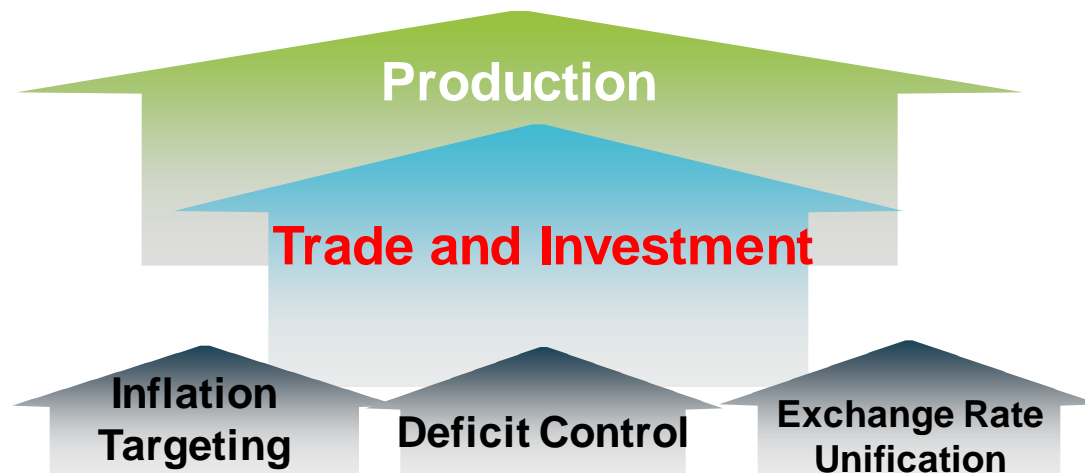 Production
Trade and Investment
Inflation
Targeting
Deficit Control
Exchange Rate
Unification